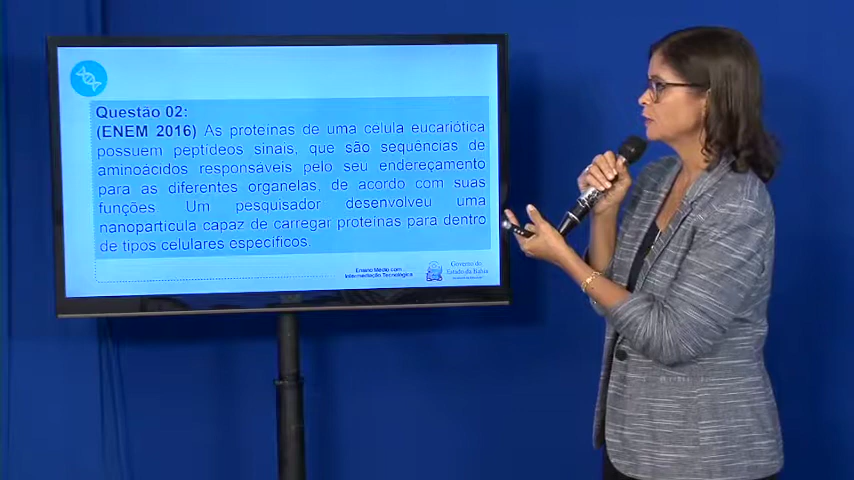 Questão 02:
(ENEM 2016) As proteínas de uma célula eucariótica
possuem peptídeos sinais, que são sequências de
aminoácidos responsáveis pelo seu endereçamento
para as diferentes organelas, de acordo com suas
funções. Um pesquisador desenvolveu uma
nanopartícula capaz de carregar proteínas para dentro
de tipos celulares específicos.
Ensino Médio com
Intermediação Tecnológica
Governo do
Estado da Bahia